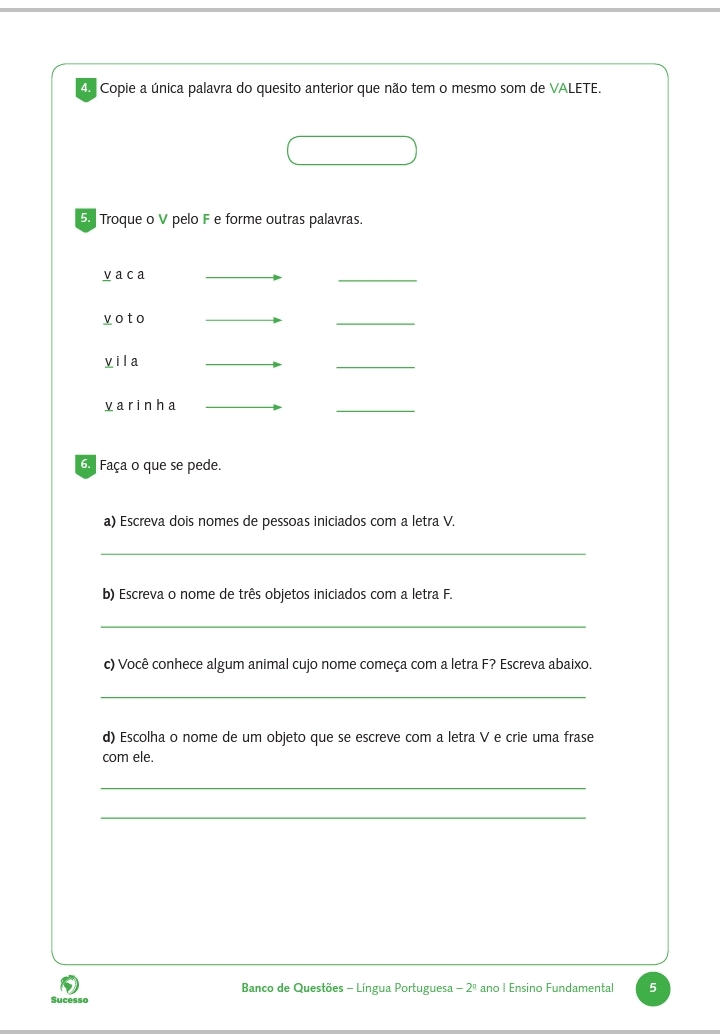 4. Copie a única palavra do quesito anterior que não tem o mesmo som de VALETE.
5. Troque o V pelo F e forme outras palavras.
vaca
voto
vila
varinha
6. Faça o que se pede.
a) Escreva dois nomes de pessoas iniciados com a letra V.
b) Escreva o nome de três objetos iniciados com a letra F.
c) Você conhece algum animal cujo nome começa com a letra F? Escreva abaixo.
d) Escolha o nome de um objeto que se escreve com a letra V e crie uma frase
com ele.
Sucesso
Banco de Questões – Língua Portuguesa – 2º ano | Ensino Fundamental
5